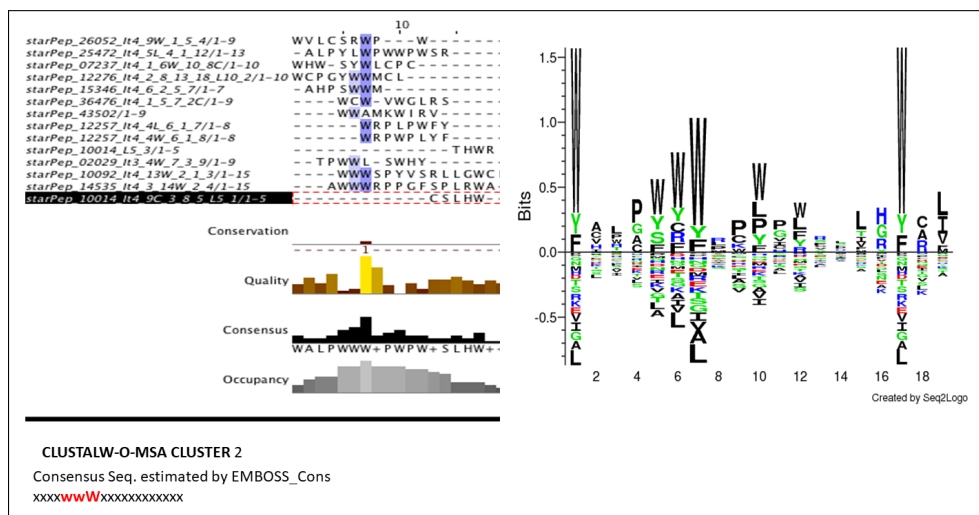 10
starPep_26052_It4_9W_1_5_4/1-9 WVLCSRWP---W--
starPep_25472_It4_5L_4_1_12/1-13 -ALPYLWPWWPWSR--
starPep_07237_It4_1_6W_10_8C/1-10 WHW-SYWLCPC
starPep_12276_It4_2_8_13_18_L10_2/1-10 WCPGYWWMCL
starPep_15346_It4_6_2_5_7/1-7 -AHPSWWM
starPep_36476_It4_1_5_7_2C/1-9 WCW-VWGLRS
starPep_43502/1-9 WWAMKWIRV
starPep_12257_It4_4L_6_1_7/1-8 WRPLPWFY
starPep_12257_It4_4W_6_1_8/1-8 WRPWPLYF
starPep_10014_L5_3/1-5 THWR
starPep_02029_It3_4W_7_3_9/1-9 --TPWWL-SWHY
starPep_10092_It4_13W_2_1_3/1-15 WWWSPYVSRLLGWC
starPep_14535_It4_3_14W_2_4/1-15 AWWWRPPGFSPLRWA
starPep_10014_It4_9C_3_8_5_L5_1/1-5 CSLHW
Conservation
1
Quality
Consensus
WALPWWW+PWPW+SLHW+
Occupancy
CLUSTALW-O-MSA CLUSTER 2
Consensus Seq. estimated by EMBOSS_Cons
xxxxwwWxxxxxxxxxxxx
Bits
1.5
1.0
0.5
0.0
-0.5
2 4 6 8 10 12 14 16 18
Created by Seq2Logo